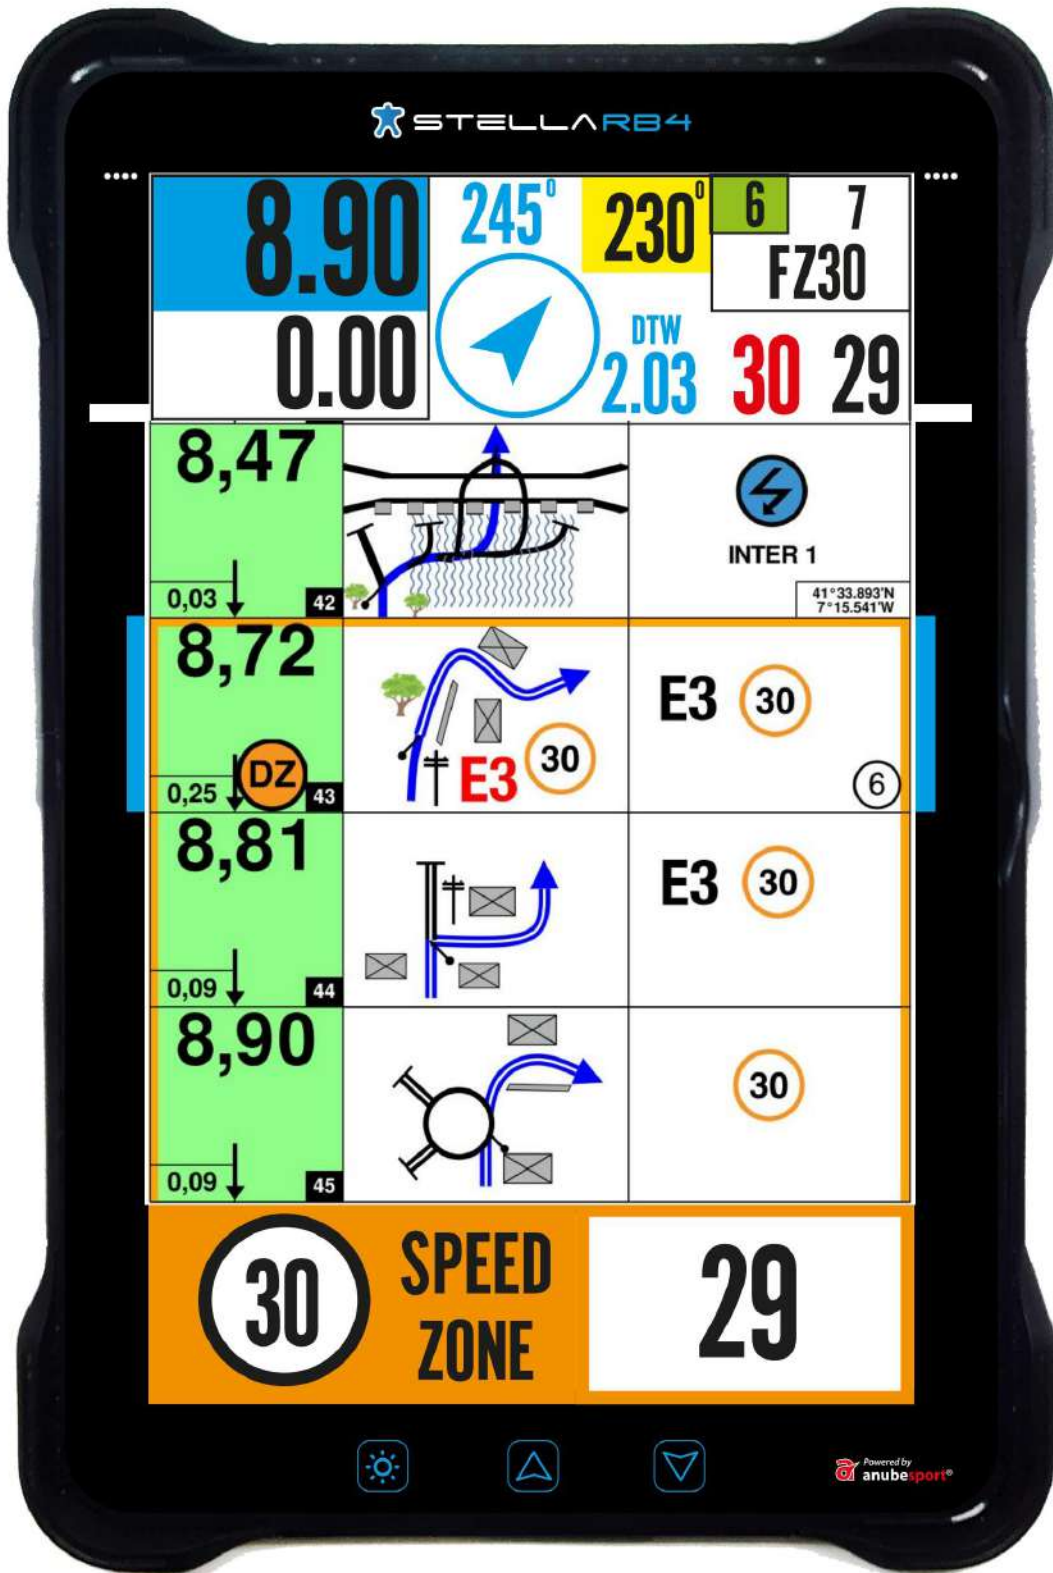 STELLA RB4
8.90
0.00
245°
230°
DTW
2.03
6 7
FZ30
30 29
8,47
0,03
42
INTER 1
41°33.893'N
7°15.541'W
8,72
0,25
DZ
43
E3 30
E3 30
6
8,81
0,09
44
E3 30
8,90
0,09
45
30
30
SPEED
ZONE
29
Powered by
a anubesport®